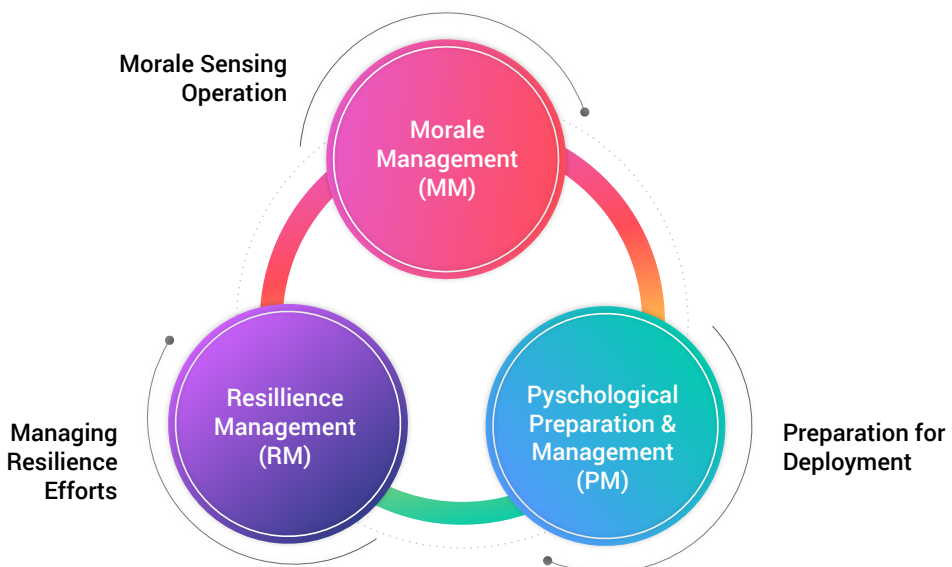 Morale Sensing
Operation
Morale
Management
(MM)
Resillience
Management
(RM)
Pyschological
Preparation &
Management
(PM)
Managing
Resilience
Efforts
Preparation for
Deployment